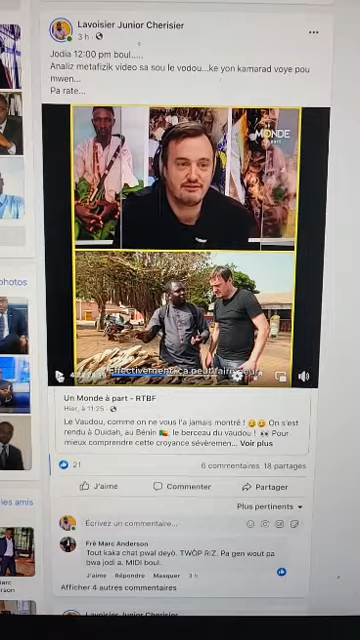 Lavoisier Junior Cherisier
3 h
Jodia 12:00 pm boul.....
Analiz metafizik video sa sou le vodou...ke yon kamarad voye pou
mwen...
Pa rate...
MONDE
à part
Effectivement, ça peut faire peur.
Un Monde à part - RTBF
Hier, à 11:25
Le Vaudou, comme on ne vous l'a jamais montré ! On s'est
rendu à Ouidah, au Bénin, le berceau du vaudou ! Pour
mieux comprendre cette croyance sévèremen... Voir plus
photos
21
6 commentaires 18 partages
J'aime
Commenter
Partager
Plus pertinents
les amis
Écrivez un commentaire...
Frè Marc Anderson
Tout kaka chat pwal deyò. TWÒP RIZ. Pa gen wout pa
bwa jodi a. MIDI boul.
J'aime Répondre Masquer 3 h
Afficher 4 autres commentaires
Marc
Lavoisier Junior Cherisier